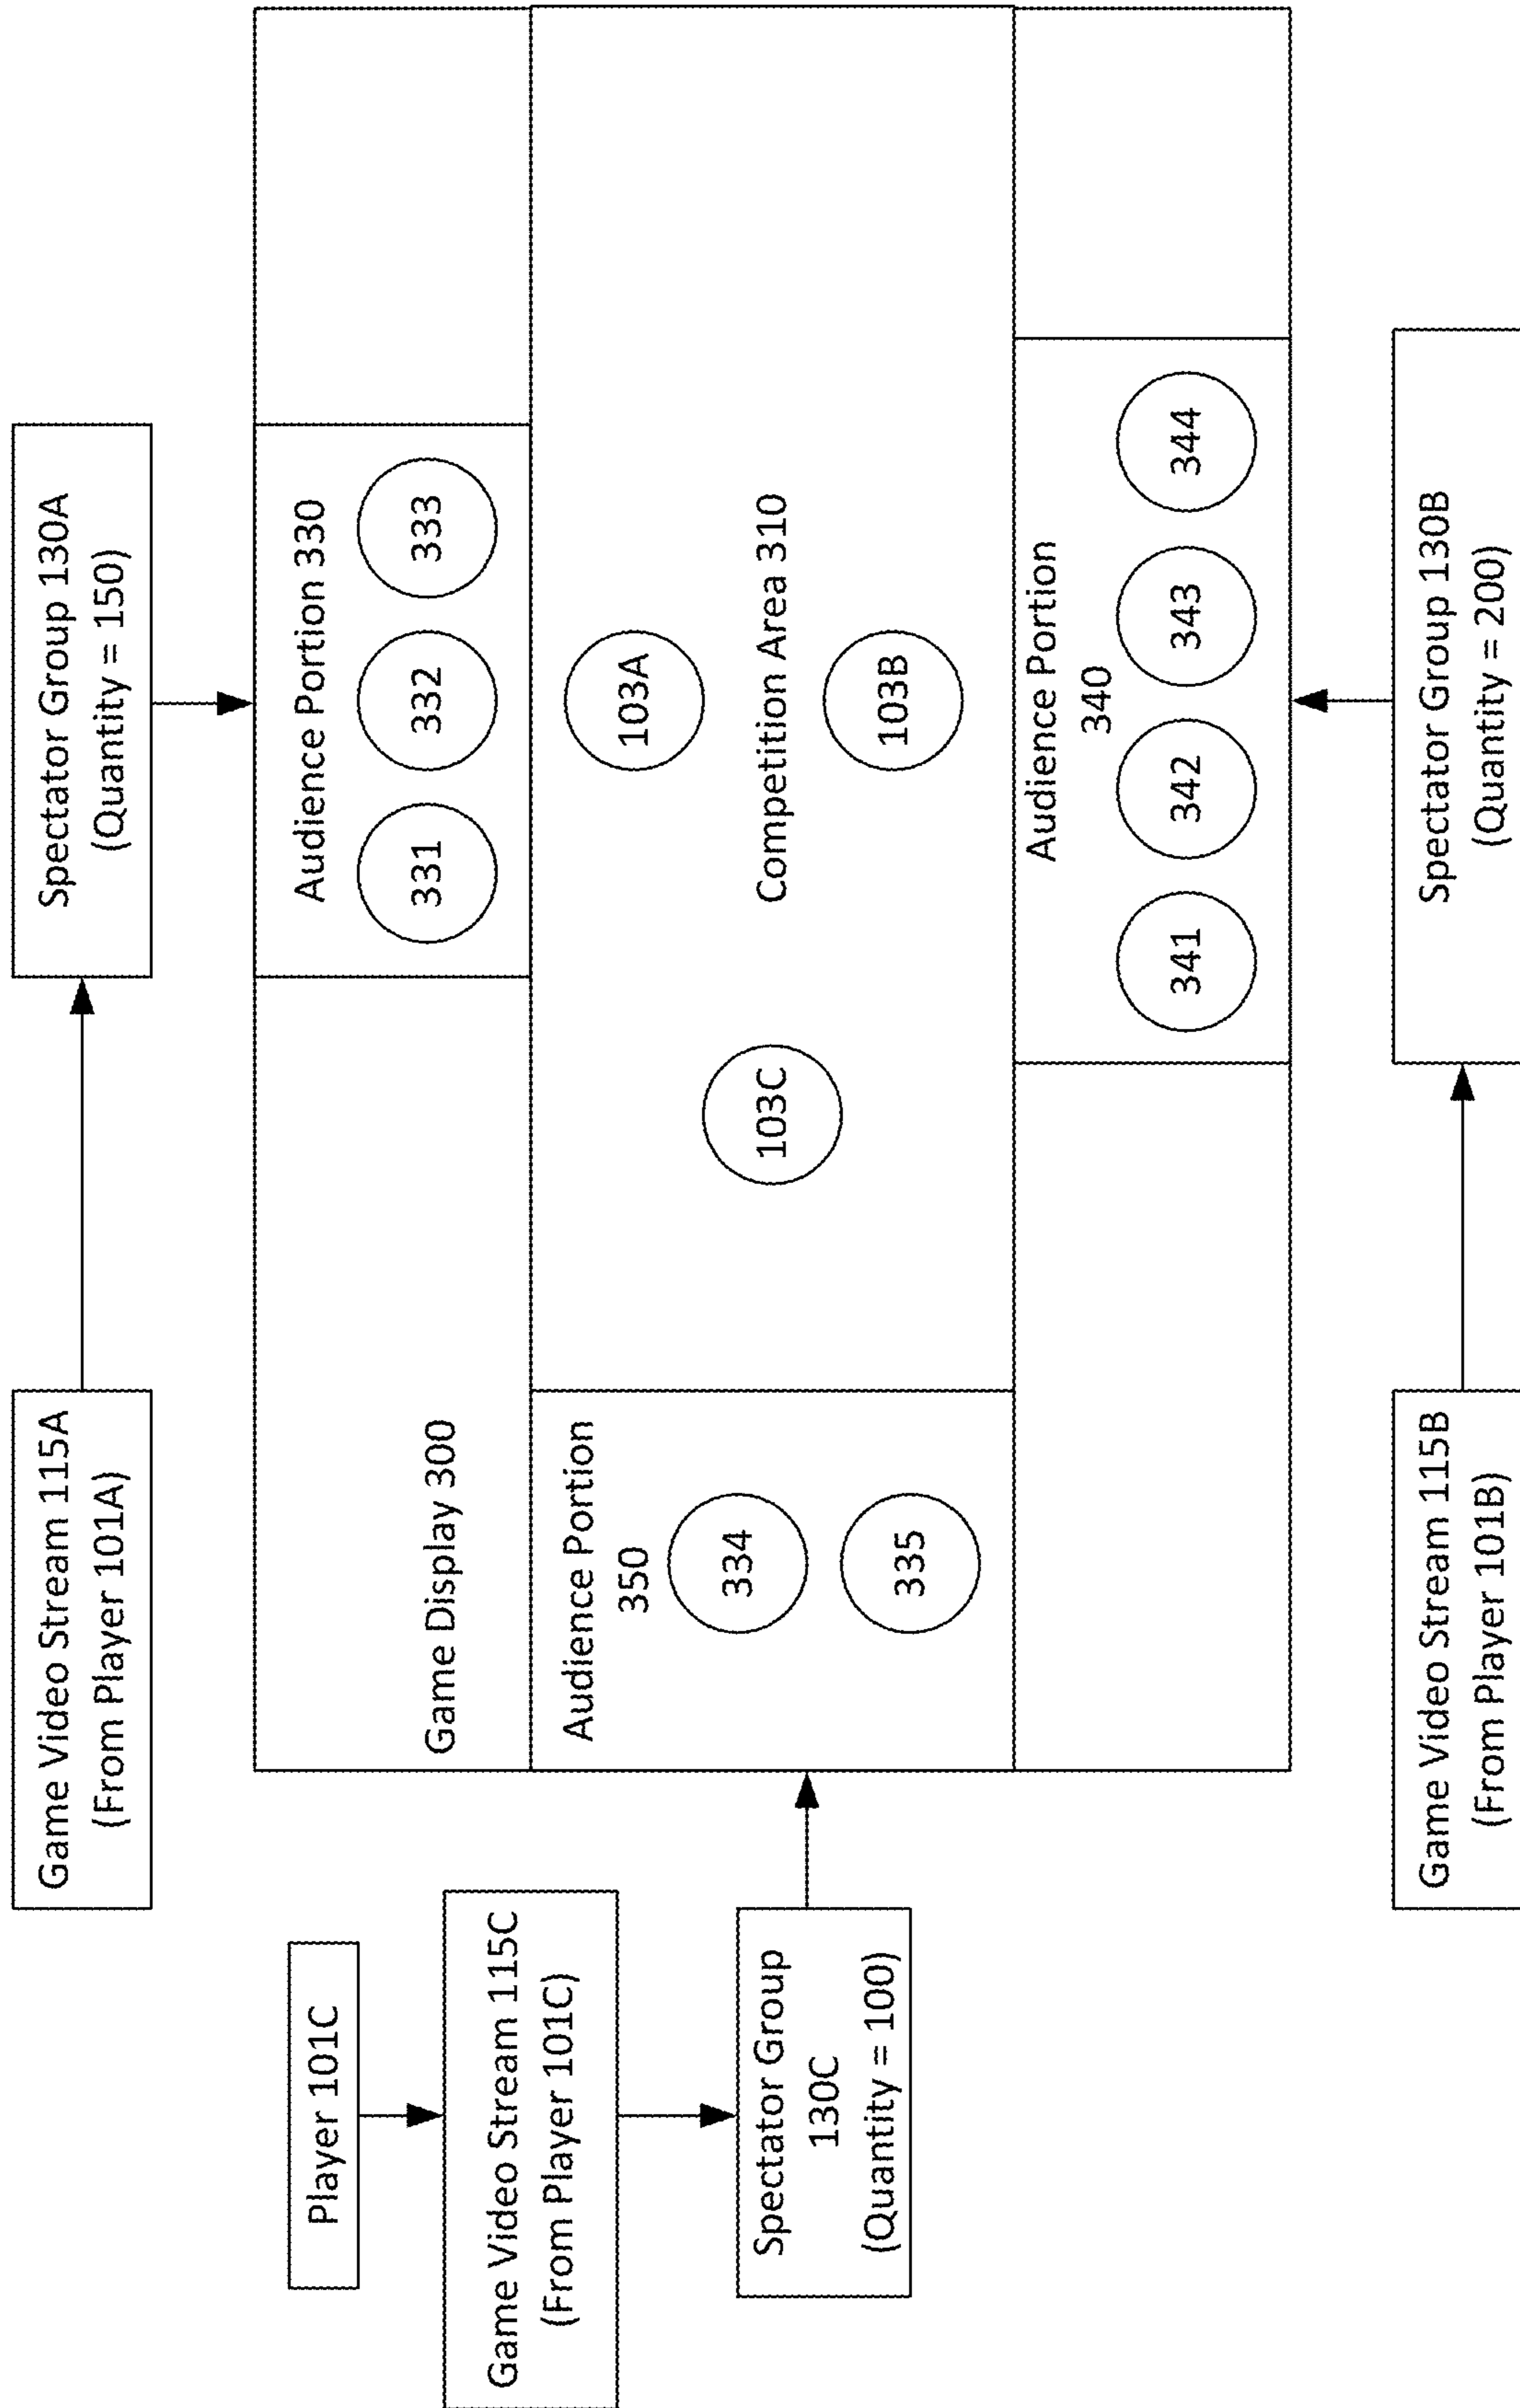 Game Video Stream 115A
(From Player 101A)
Spectator Group 130A
(Quantity = 150)
Player 101C
Game Video Stream 115C
(From Player 101C)
Spectator Group
130C
(Quantity = 100)
Game Display 300
Audience Portion 330
331
332
333
Audience Portion
350
334
335
103A
103C
Competition Area 310
103B
Audience Portion
340
341
342
343
344
Game Video Stream 115B
(From Player 101B)
Spectator Group 130B
(Quantity = 200)